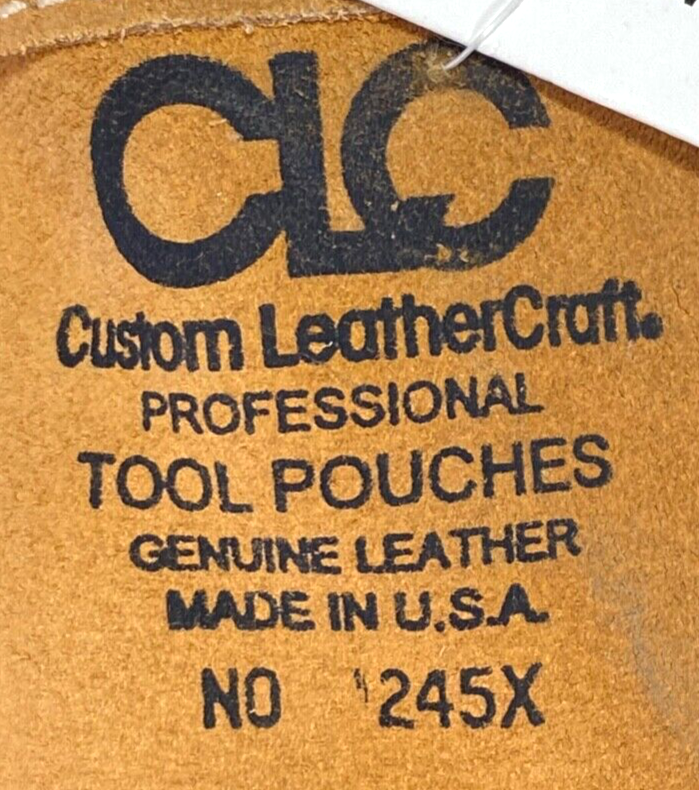 CLC
Custom LeatherCraft®
PROFESSIONAL
TOOL POUCHES
GENUINE LEATHER
MADE IN U.S.A.
NO 245X